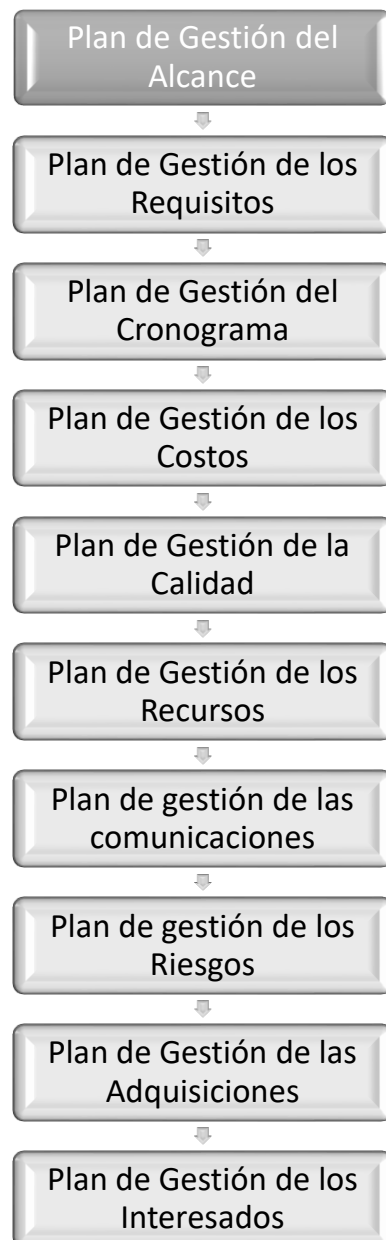 Plan de Gestión del
Alcance
Plan de Gestión de los
Requisitos
Plan de Gestión del
Cronograma
Plan de Gestión de los
Costos
Plan de Gestión de la
Calidad
Plan de Gestión de los
Recursos
Plan de gestión de las
comunicaciones
Plan de gestión de los
Riesgos
Plan de Gestión de las
Adquisiciones
Plan de Gestión de los
Interesados